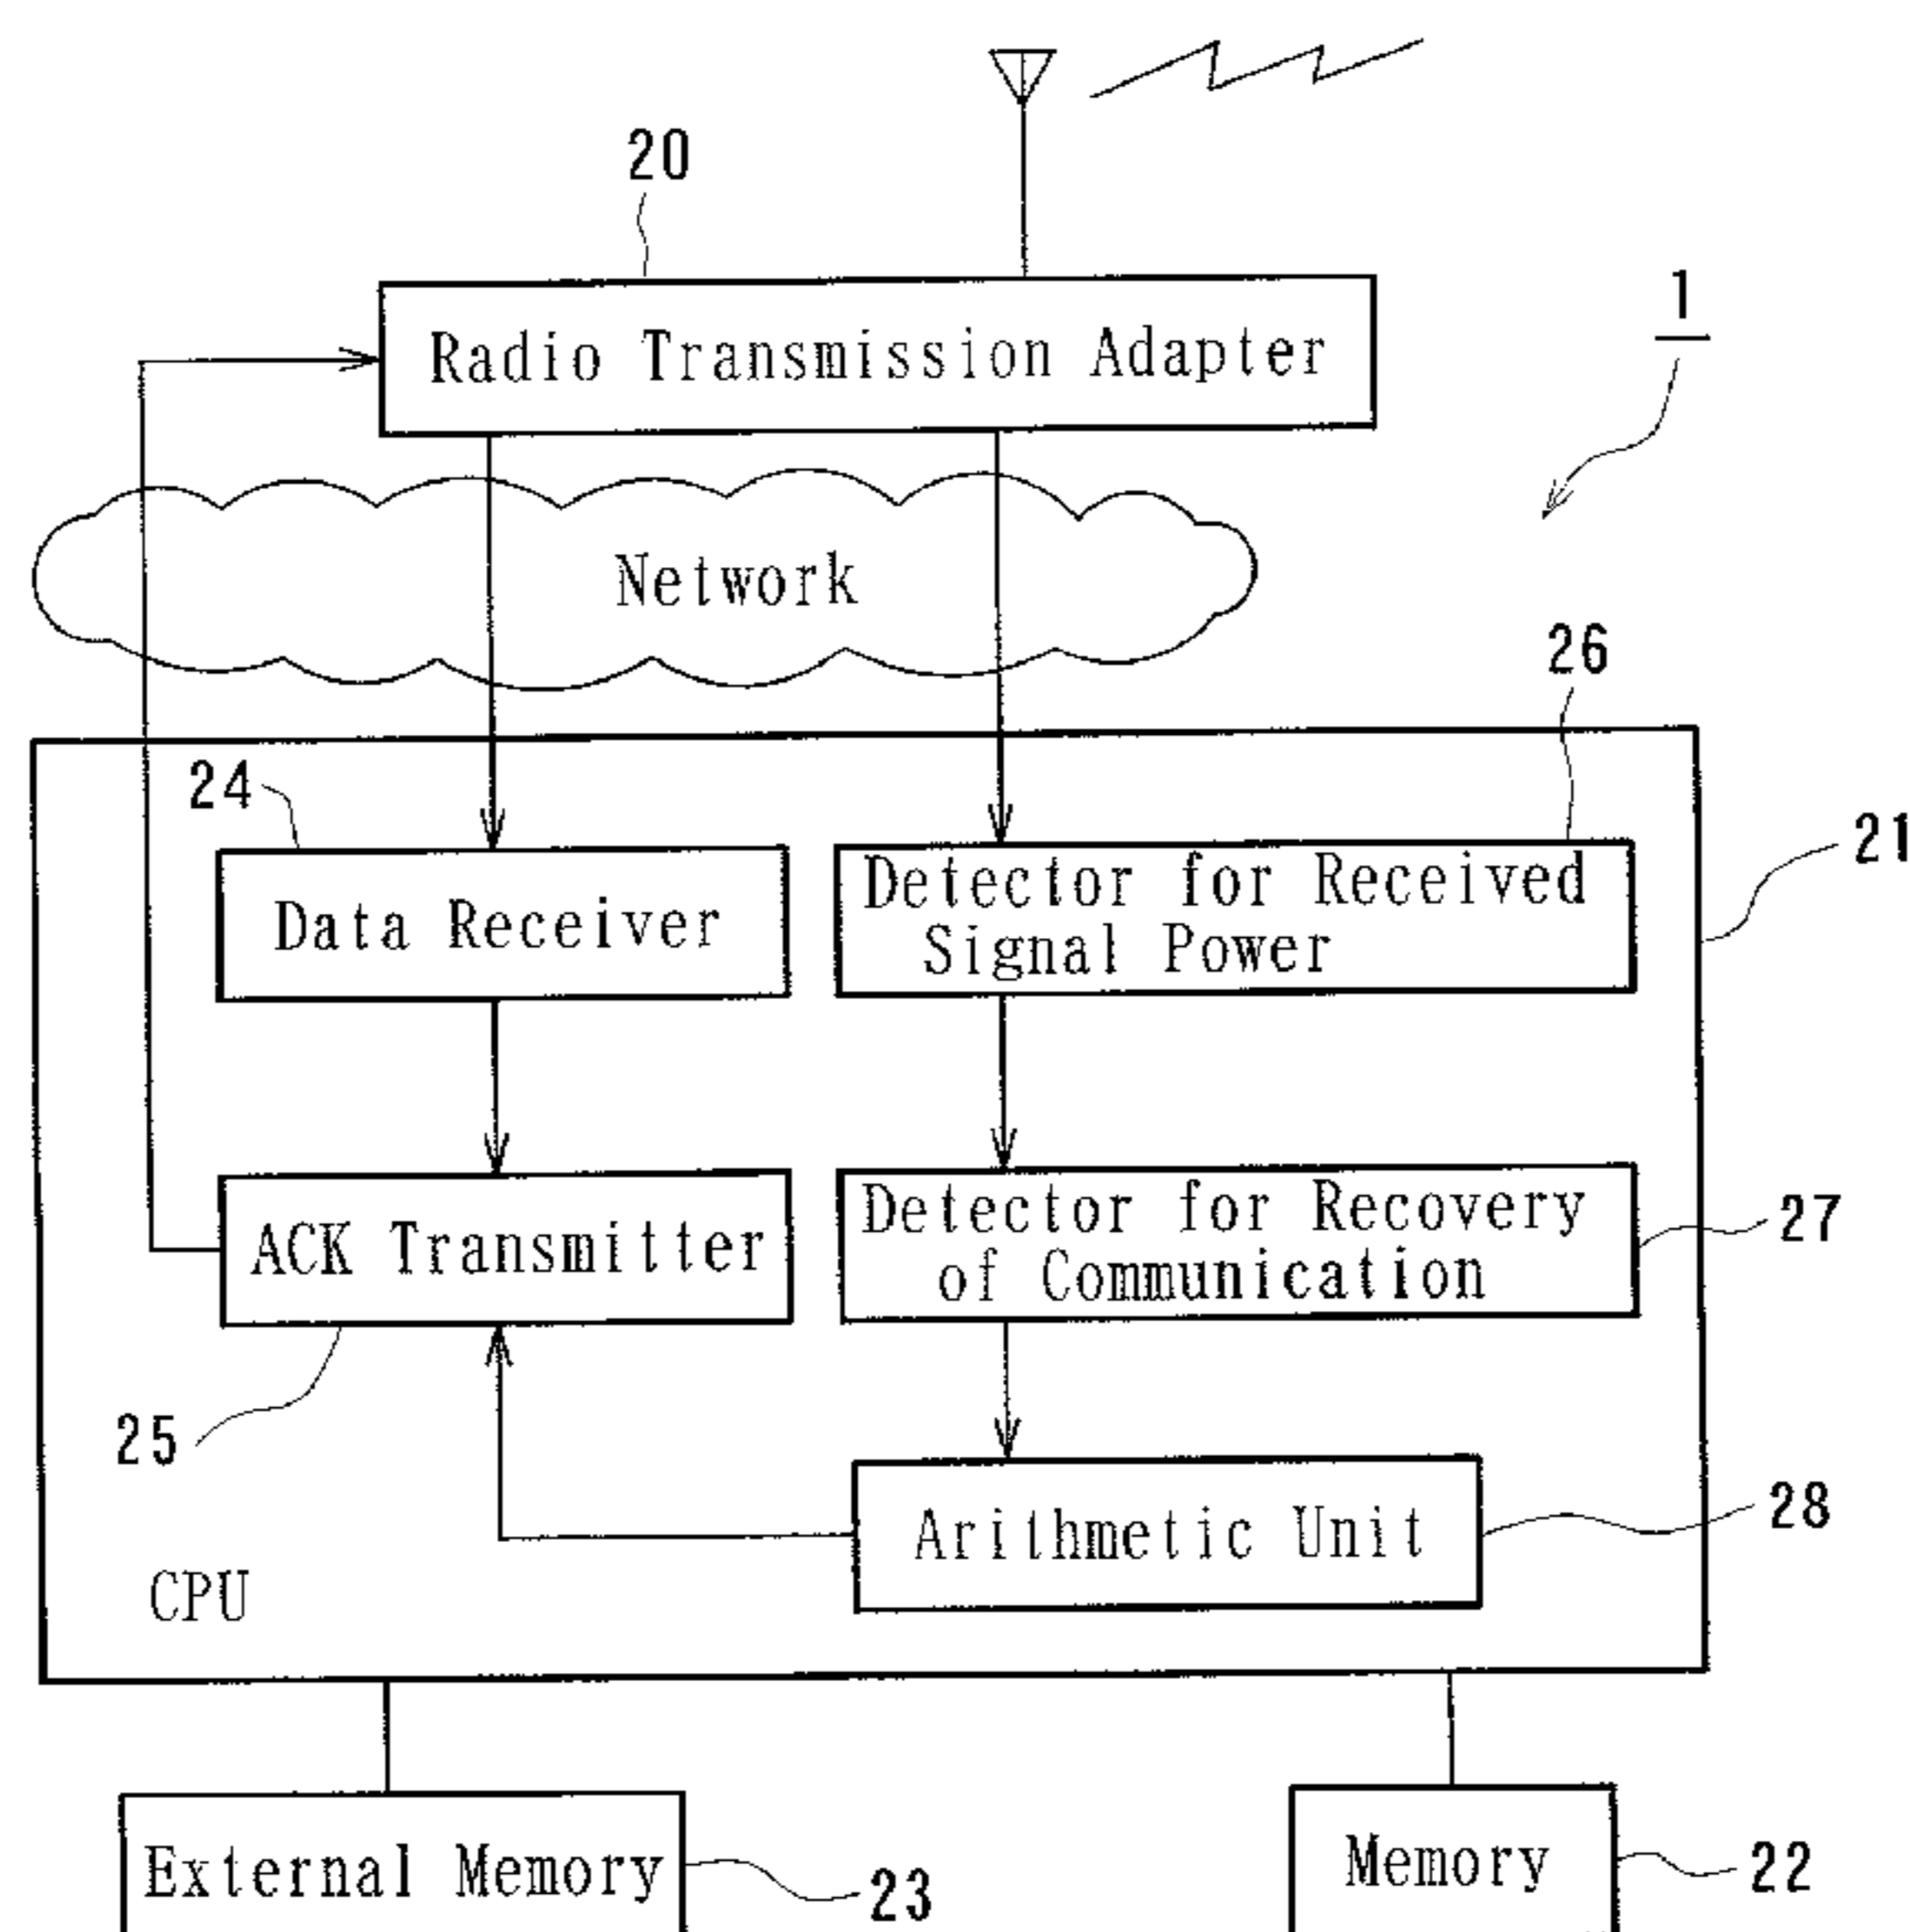 20
1
Radio Transmission Adapter
Network
26
24
21
Data Receiver
Detector for Received
Signal Power
ACK Transmitter
Detector for Recovery
of Communication
27
25
Arithmetic Unit
28
CPU
External Memory
23
Memory
22